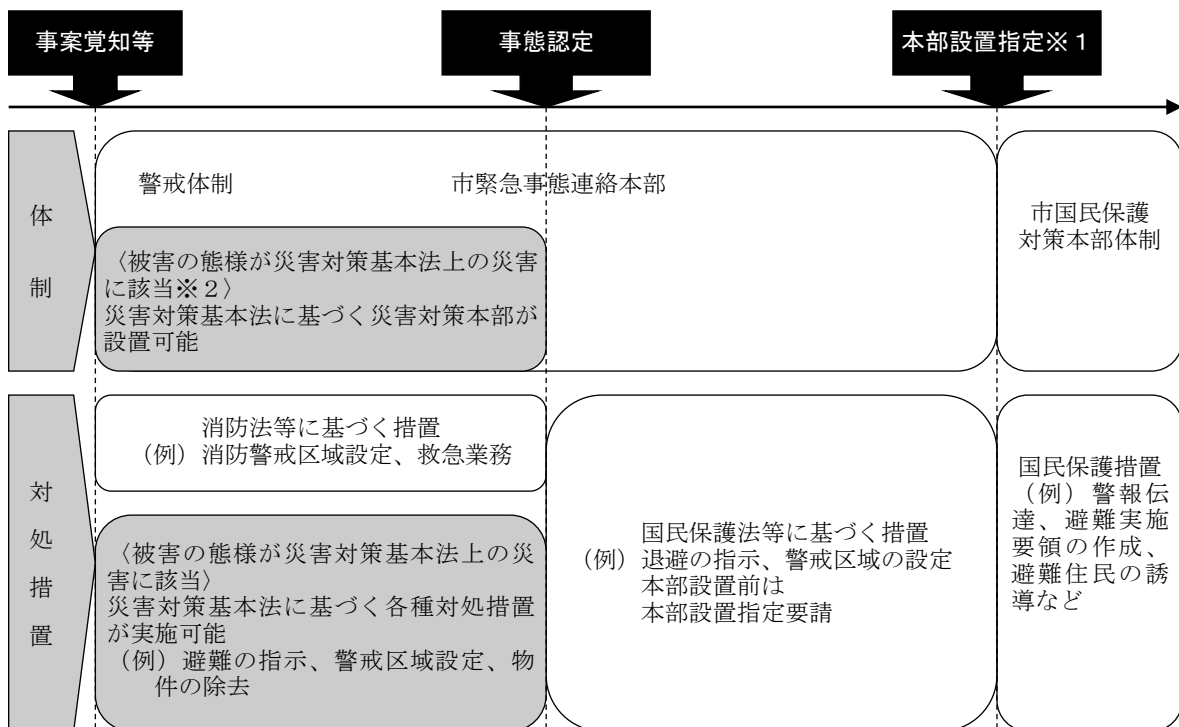 事案覚知等
事態認定
本部設置指定※１
体制
警戒体制
市緊急事態連絡本部
〈被害の態様が災害対策基本法上の災害
に該当※２〉
災害対策基本法に基づく災害対策本部が
設置可能
市国民保護
対策本部体制
対処措置
消防法等に基づく措置
（例）消防警戒区域設定、救急業務
〈被害の態様が災害対策基本法上の災
害に該当〉
災害対策基本法に基づく各種対処措置
が実施可能
（例）避難の指示、警戒区域設定、物
件の除去
国民保護法等に基づく措置
（例）退避の指示、警戒区域の設定
本部設置前は
本部設置指定要請
国民保護措置
（例）警報伝
達、避難実施
要領の作成、
避難住民の誘
導など